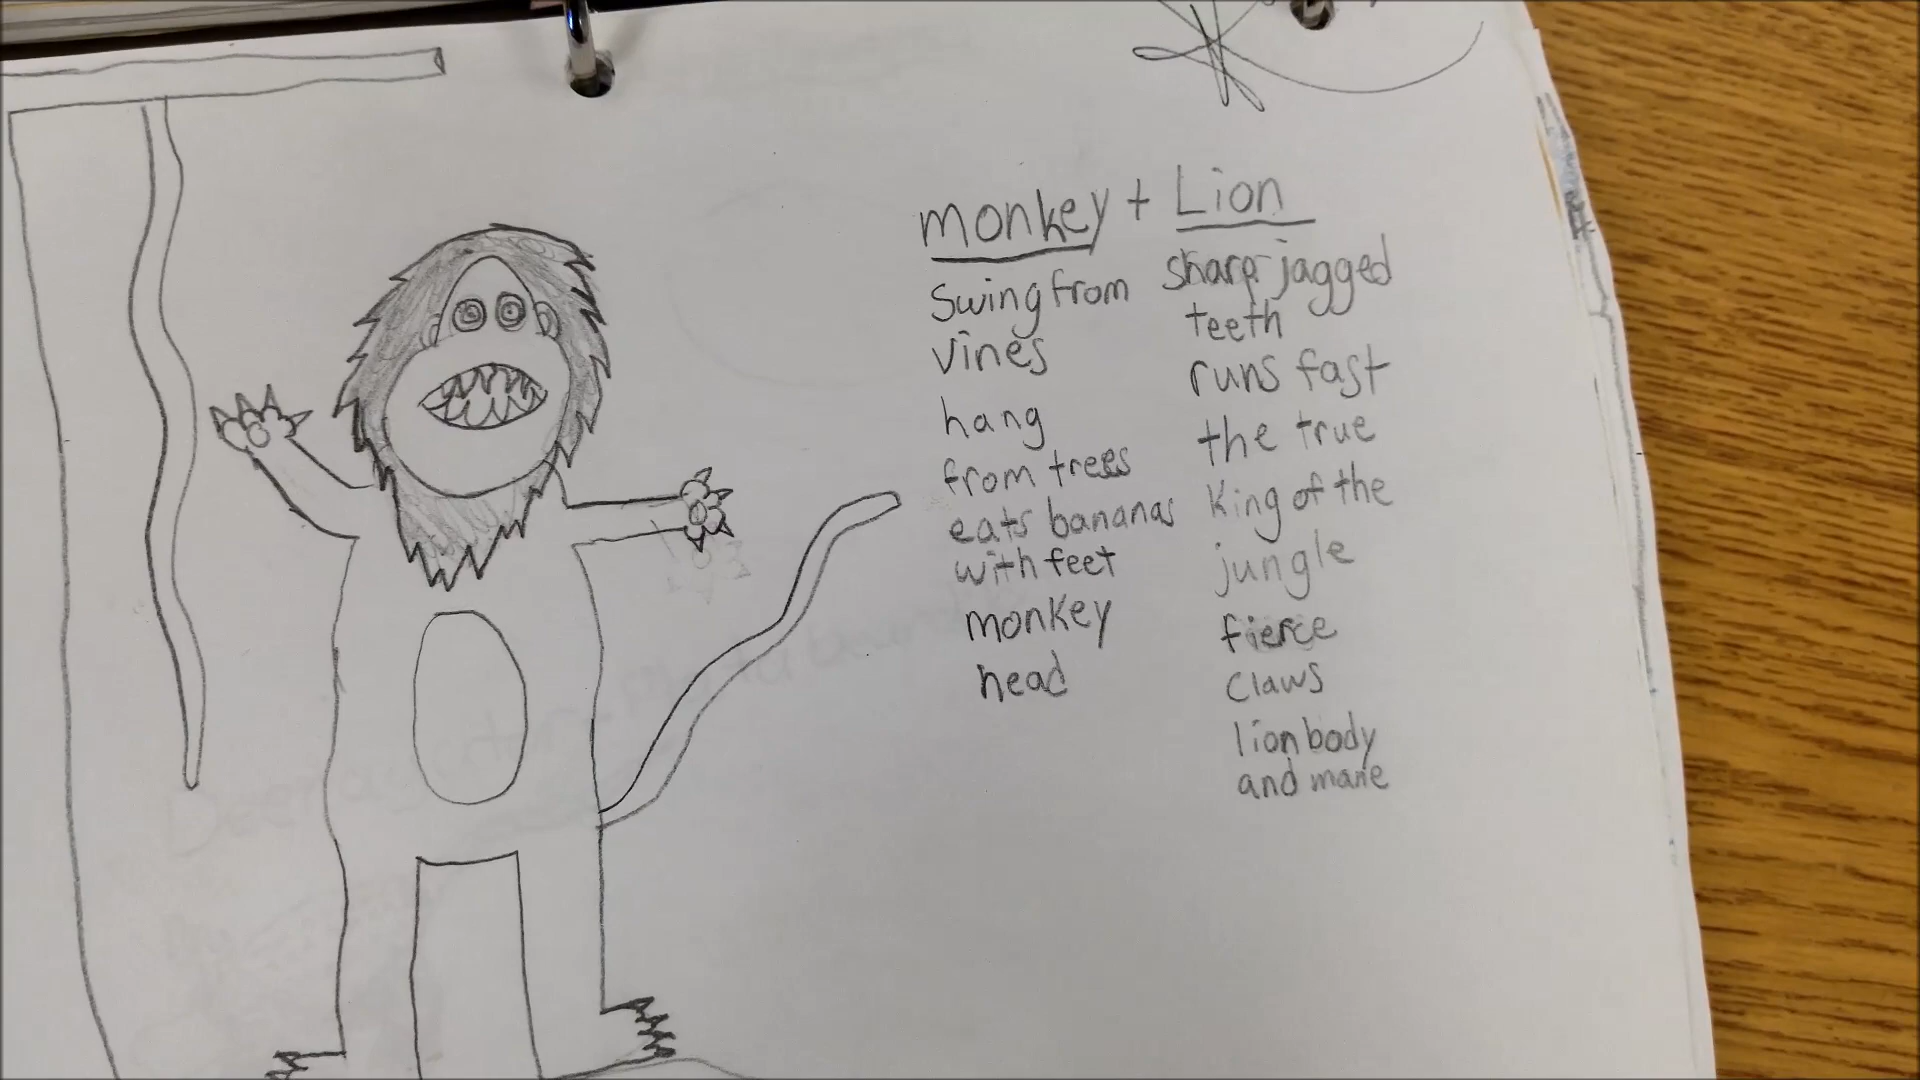 monkey + Lion
Swing from
vines
hang
from trees
eats bananas
with feet
monkey
head
sharp jagged
teeth
runs fast
the true
King of the
jungle
fierce
claws
lion body
and mane